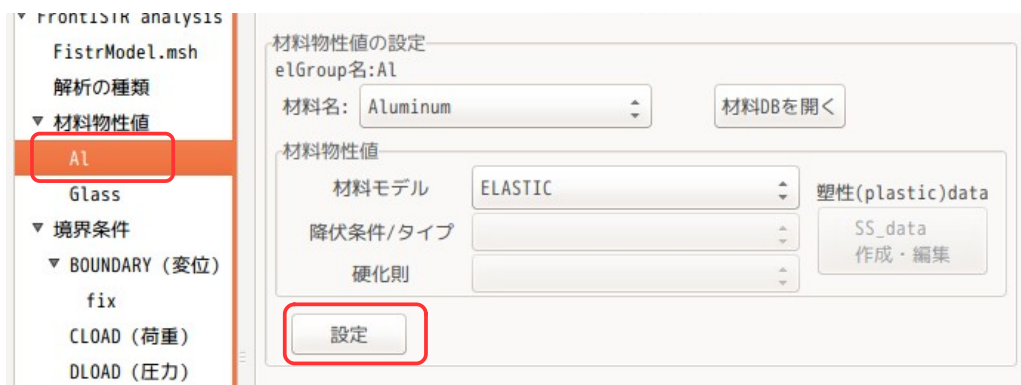 ▼ FrontISTR analysis
FistrModel.msh
解析の種類
▼ 材料物性値
Al
Glass
▼ 境界条件
▼ BOUNDARY (変位)
fix
CLOAD (荷重)
DLOAD (圧力)
材料物性値の設定
elGroup名:Al
材料名: Aluminum 材料DBを開く
材料物性値
材料モデル ELASTIC 塑性(plastic)data
降伏条件/タイプ SS_data
作成・編集
硬化則
設定